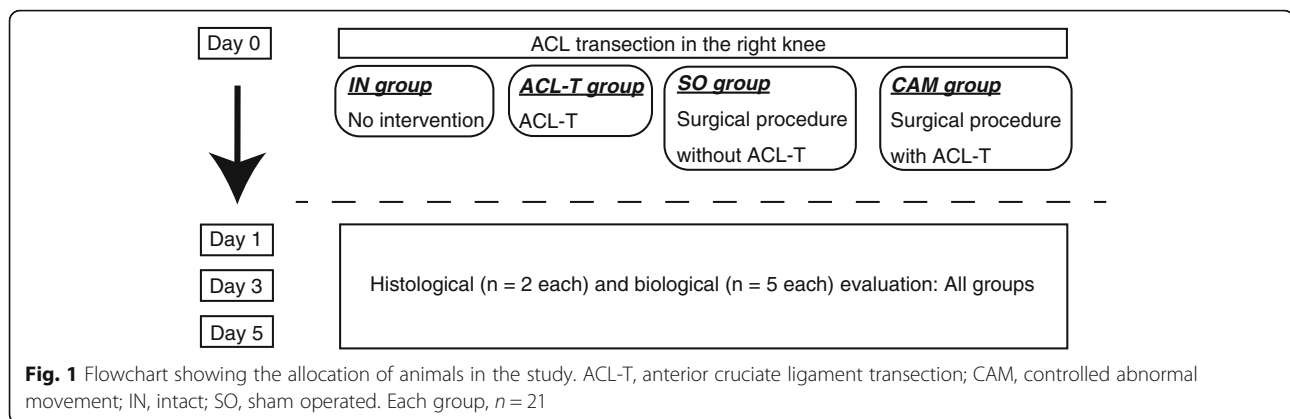 Day 0
ACL transection in the right knee
IN group
No intervention
ACL-T group
ACL-T
SO group
Surgical procedure
without ACL-T
CAM group
Surgical procedure
with ACL-T
Day 1
Day 3
Day 5
Histological (n = 2 each) and biological (n = 5 each) evaluation: All groups
Fig. 1 Flowchart showing the allocation of animals in the study. ACL-T, anterior cruciate ligament transection; CAM, controlled abnormal
movement; IN, intact; SO, sham operated. Each group, n = 21